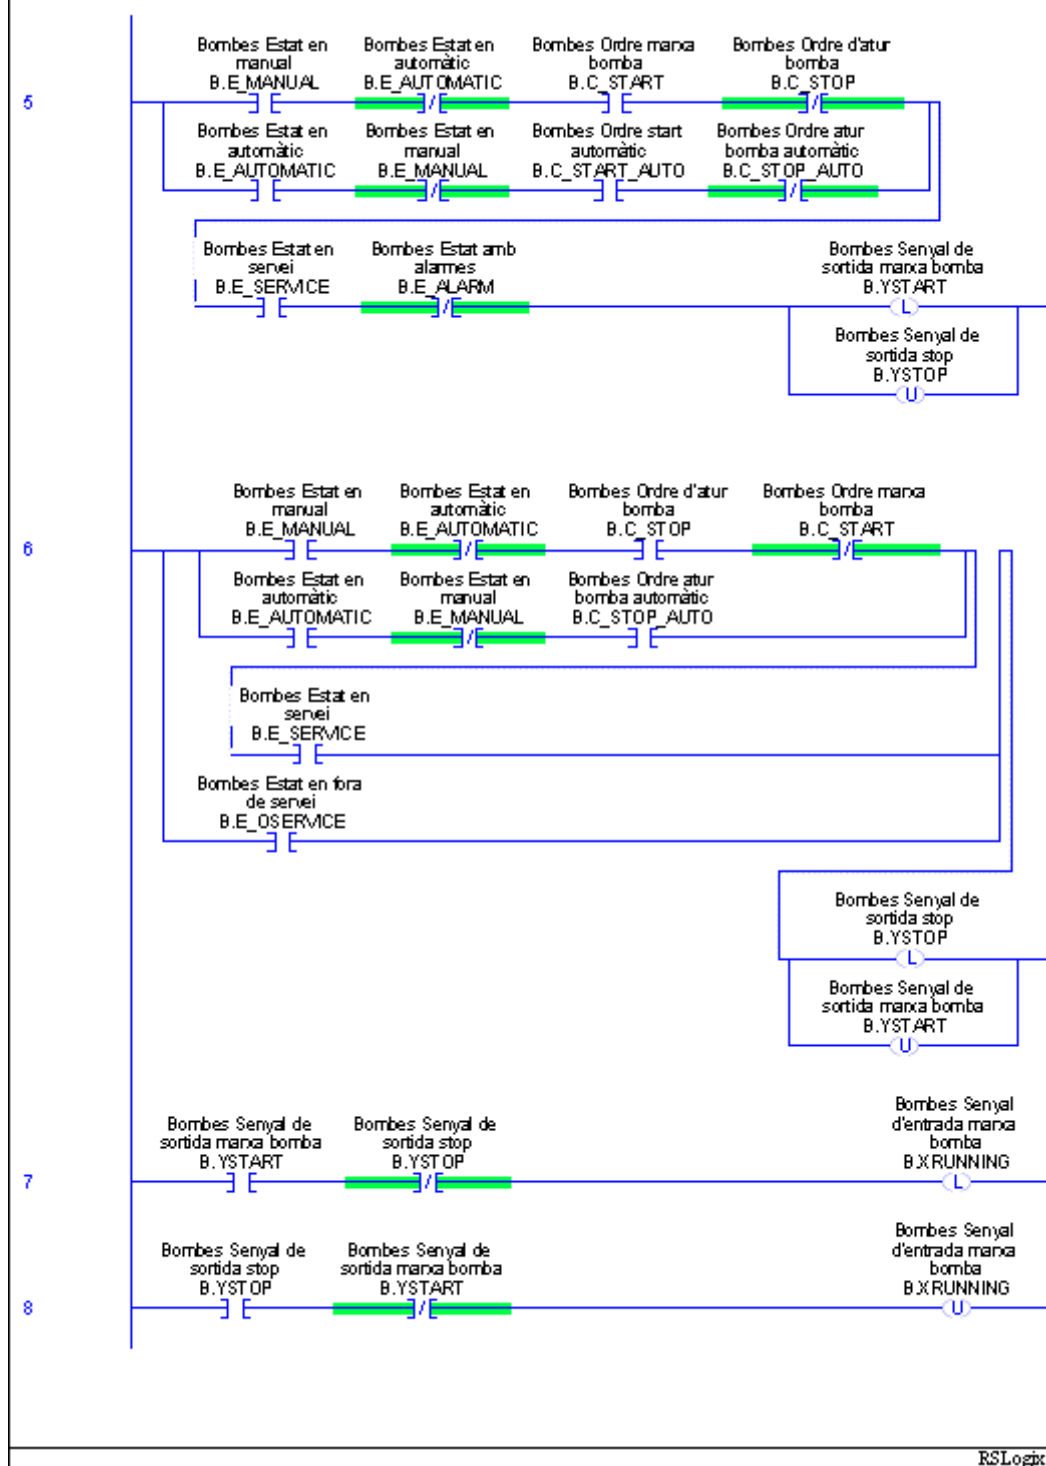 Bombes Estat en Bombes Estat en Bombes Ordre marxa Bombes Ordre d'atur
manual automàtic bomba bomba
B.E_MANUAL B.E_AUTOMATIC B.C_START B.C_STOP
5
Bombes Estat en Bombes Estat en Bombes Ordre start Bombes Ordre atur
automàtic manual automàtic bomba automàtic
B.E_AUTOMATIC B.E_MANUAL B.C_START_AUTO B.C_STOP_AUTO
Bombes Estat en Bombes Estat amb Bombes Senyal de
servei alarmes sortida marxa bomba
B.E_SERVICE B.E_ALARM B.YSTART
L
Bombes Senyal de
sortida stop
B.YSTOP
U
Bombes Estat en Bombes Estat en Bombes Ordre d'atur Bombes Ordre marxa
manual automàtic bomba bomba
B.E_MANUAL B.E_AUTOMATIC B.C_STOP B.C_START
6
Bombes Estat en Bombes Estat en Bombes Ordre atur
automàtic manual bomba automàtic
B.E_AUTOMATIC B.E_MANUAL B.C_STOP_AUTO
Bombes Estat en
servei
B.E_SERVICE
Bombes Estat en fora
de servei
B.E_OSERVICE
Bombes Senyal de
sortida stop
B.YSTOP
L
Bombes Senyal de
sortida marxa bomba
B.YSTART
U
Bombes Senyal de Bombes Senyal de Bombes Senyal
sortida marxa bomba sortida stop d'entrada marxa
B.YSTART B.YSTOP bomba
B.XRUNNING
7 L
Bombes Senyal de Bombes Senyal de Bombes Senyal
sortida stop sortida marxa bomba d'entrada marxa
B.YSTOP B.YSTART bomba
B.XRUNNING
8 U
RSLogix